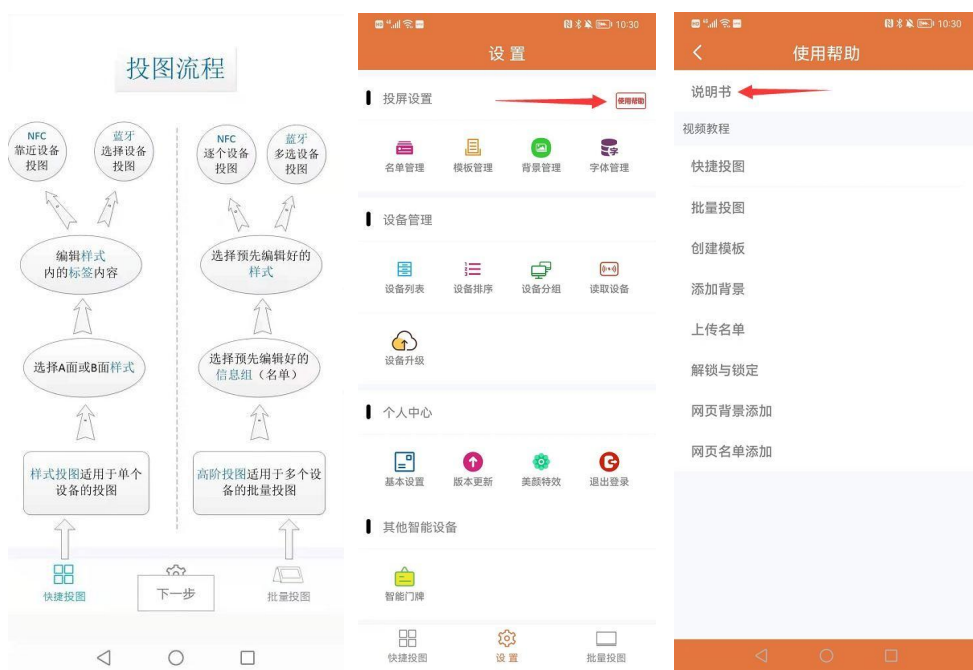 投图流程
NFC
靠近设备
投图
蓝牙
选择设备
投图
NFC
逐个设备
投图
蓝牙
多选设备
投图
编辑样式
内的标签内容
选择预先编辑好的
样式
选择A面或B面样式
选择预先编辑好的
信息组（名单）
样式投图适用于单个
设备的投图
高阶投图适用于多个设
备的批量投图
快捷投图
下一步
批量投图
10:30
设 置
投屏设置
使用帮助
名单管理
模板管理
背景管理
字体管理
设备管理
设备列表
设备排序
设备分组
读取设备
设备升级
个人中心
基本设置
版本更新
美颜特效
退出登录
其他智能设备
智能门牌
快捷投图
设 置
批量投图
10:30
使用帮助
说明书
视频教程
快捷投图
批量投图
创建模板
添加背景
上传名单
解锁与锁定
网页背景添加
网页名单添加